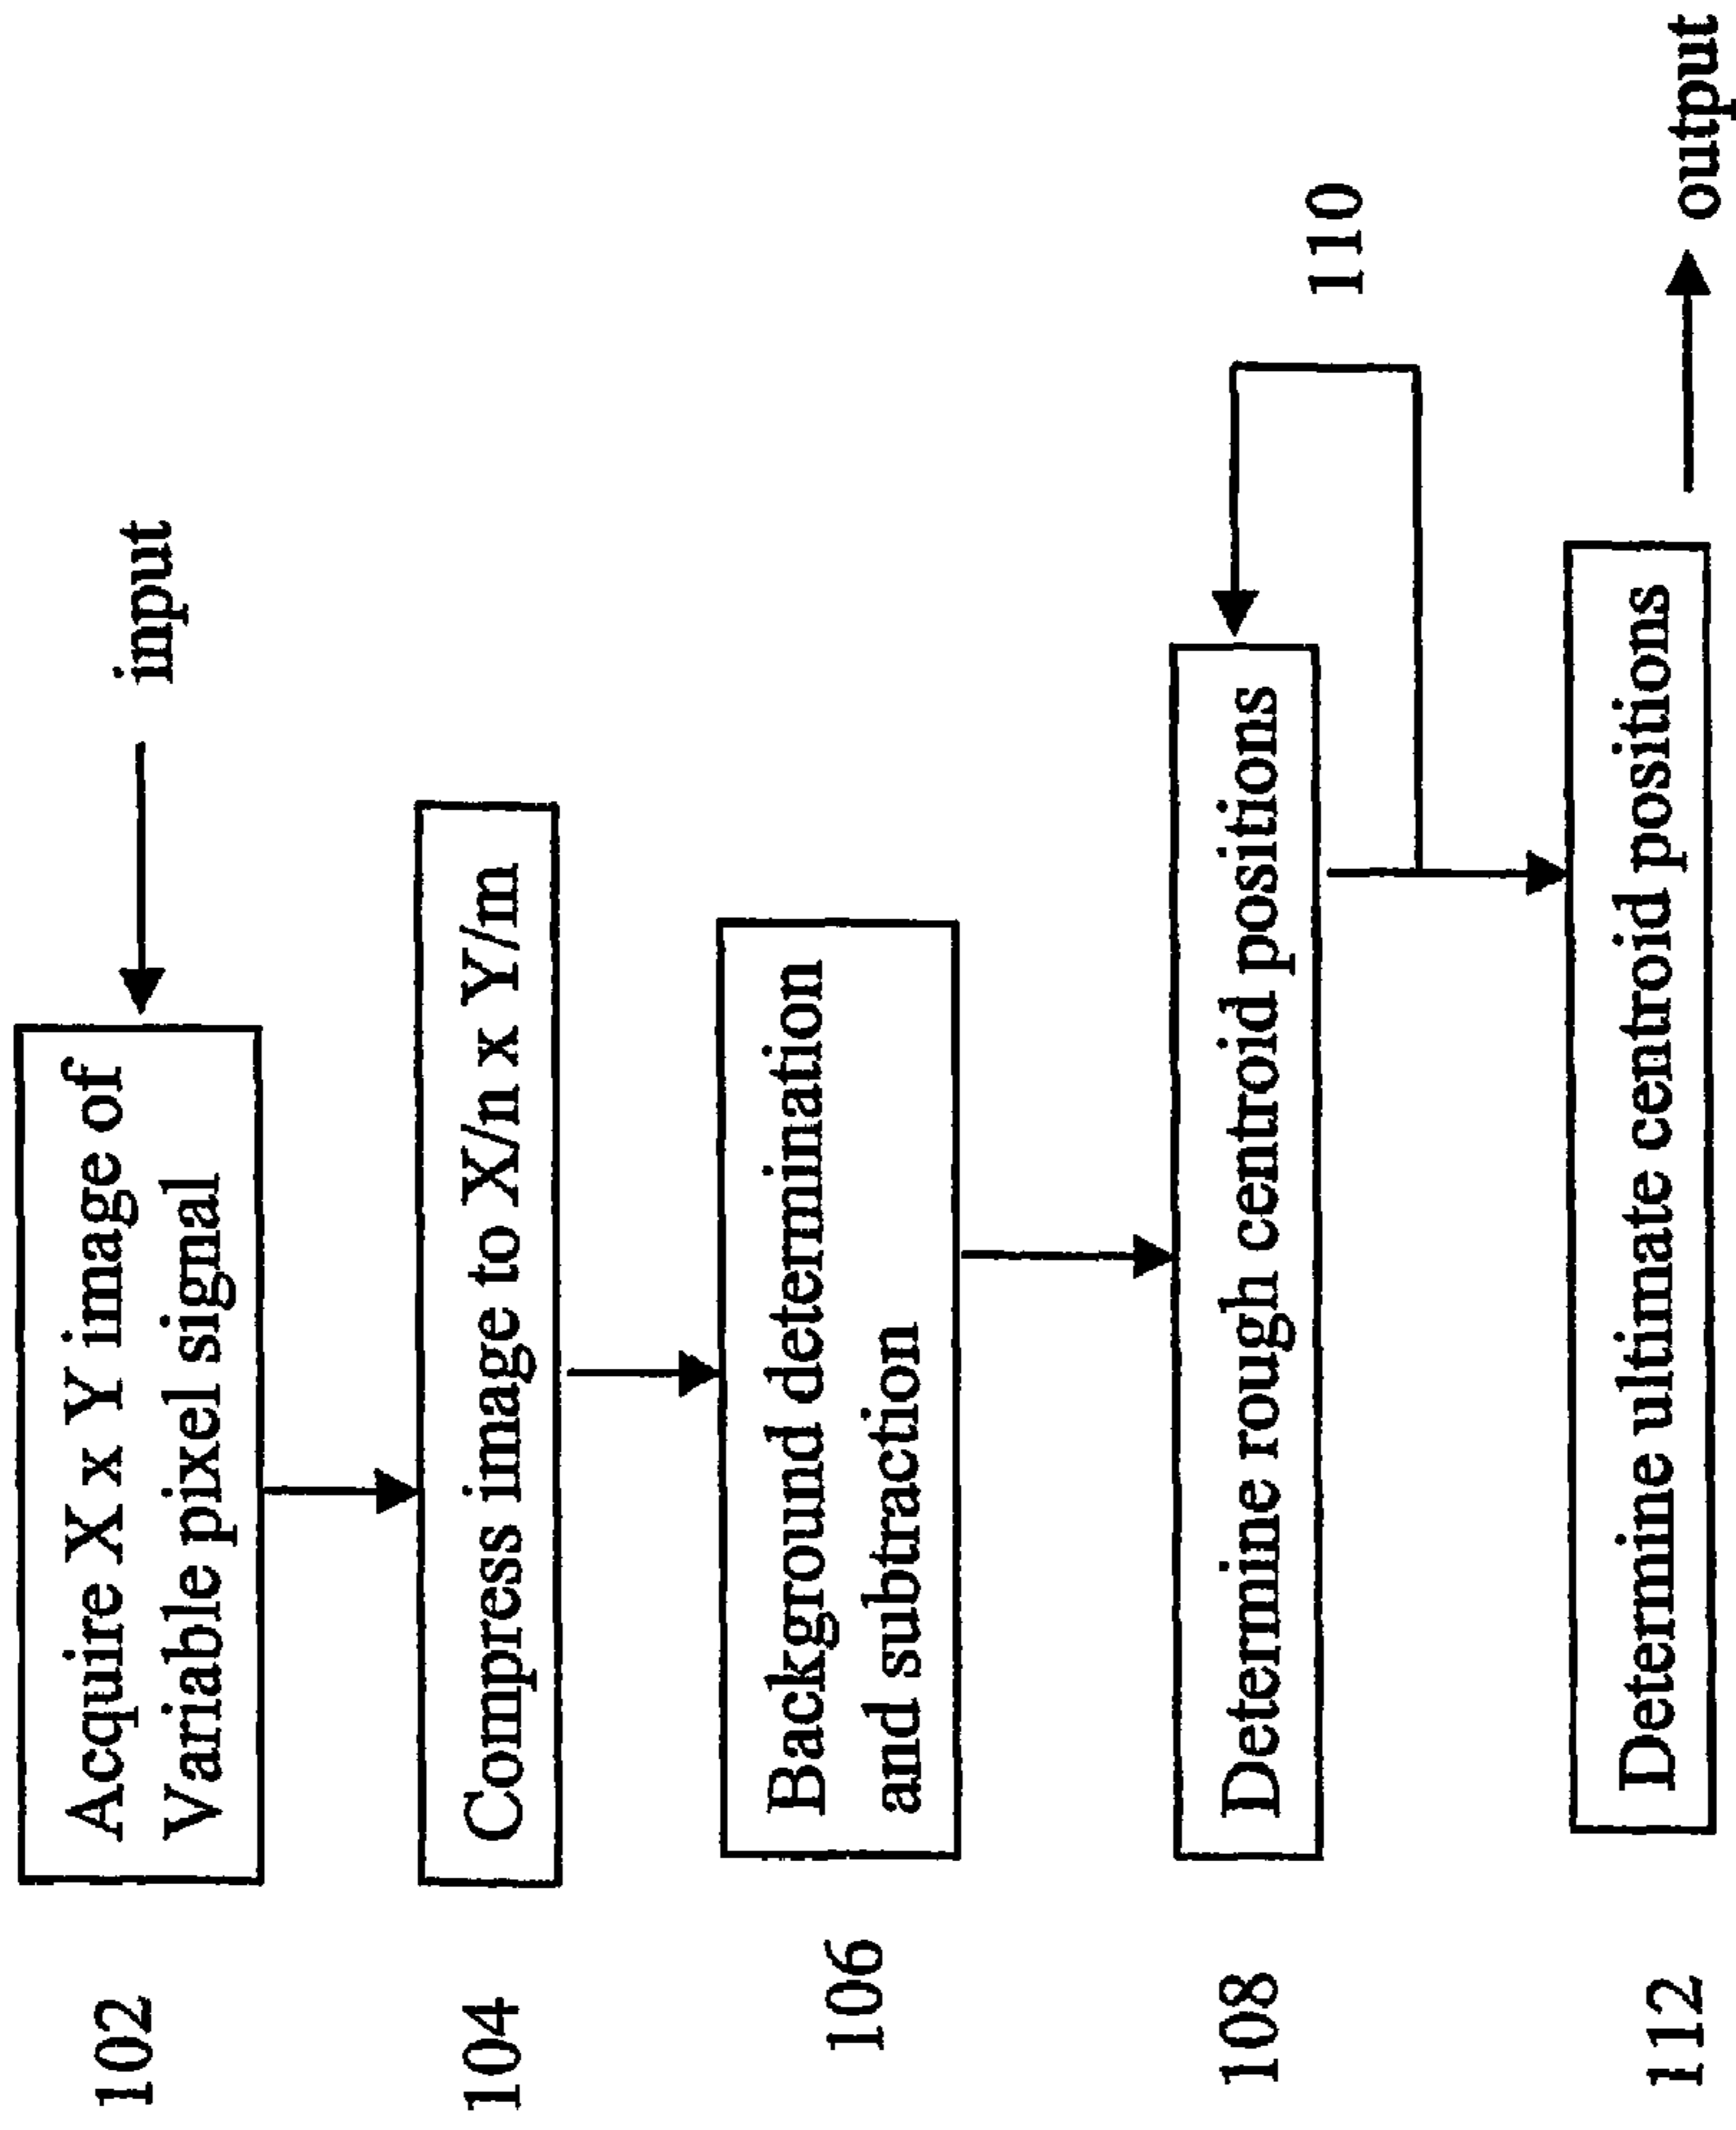 102
Acquire X x Y image of
Variable pixel signal
input
104
Compress image to X/n x Y/m
106
Background determination
and subtraction
108
Determine rough centroid positions
110
112
Determine ultimate centroid positions
output